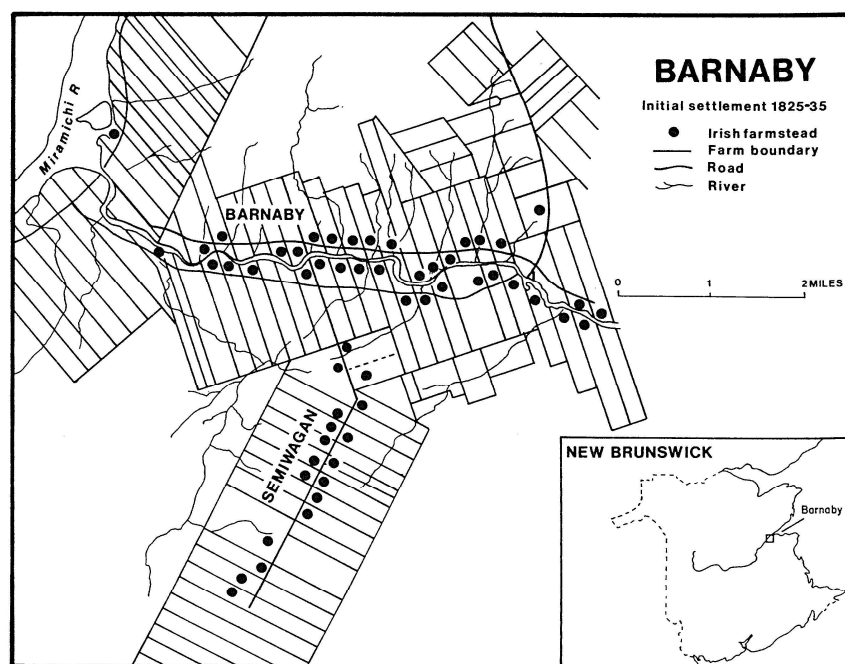 BARNABY
Initial settlement 1825-35
Irish farmstead
Farm boundary
Road
River
Miramichi R
BARNABY
0 1 2 MILES
SEMIWAGAN
NEW BRUNSWICK
Barnaby